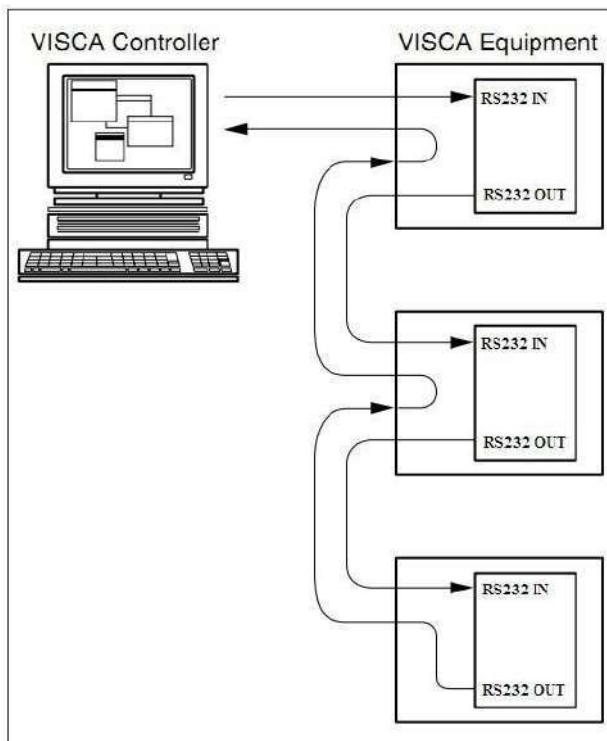 VISCA Controller
VISCA Equipment
RS232 IN
RS232 OUT
RS232 IN
RS232 OUT
RS232 IN
RS232 OUT